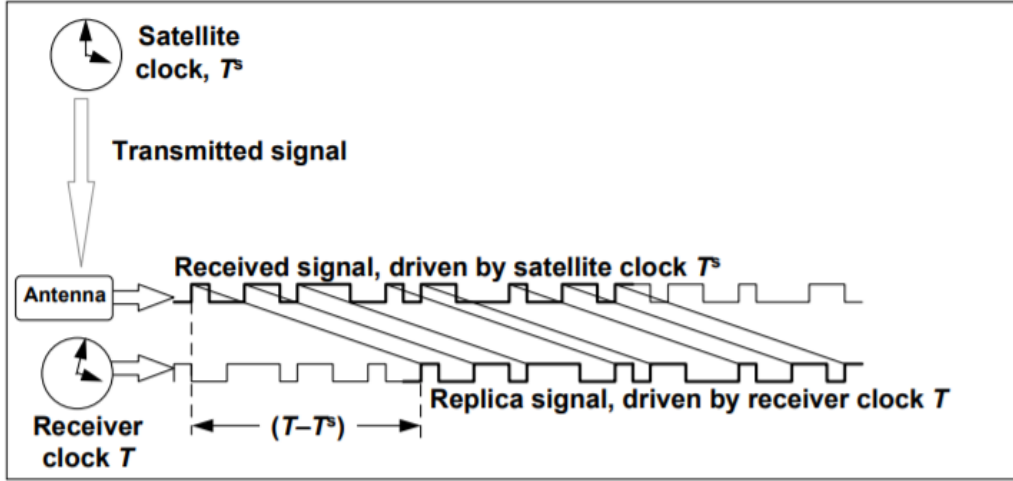 Satellite
clock, Tˢ
Transmitted signal
Received signal, driven by satellite clock Tˢ
Antenna
Replica signal, driven by receiver clock T
(T–Tˢ)
Receiver
clock T